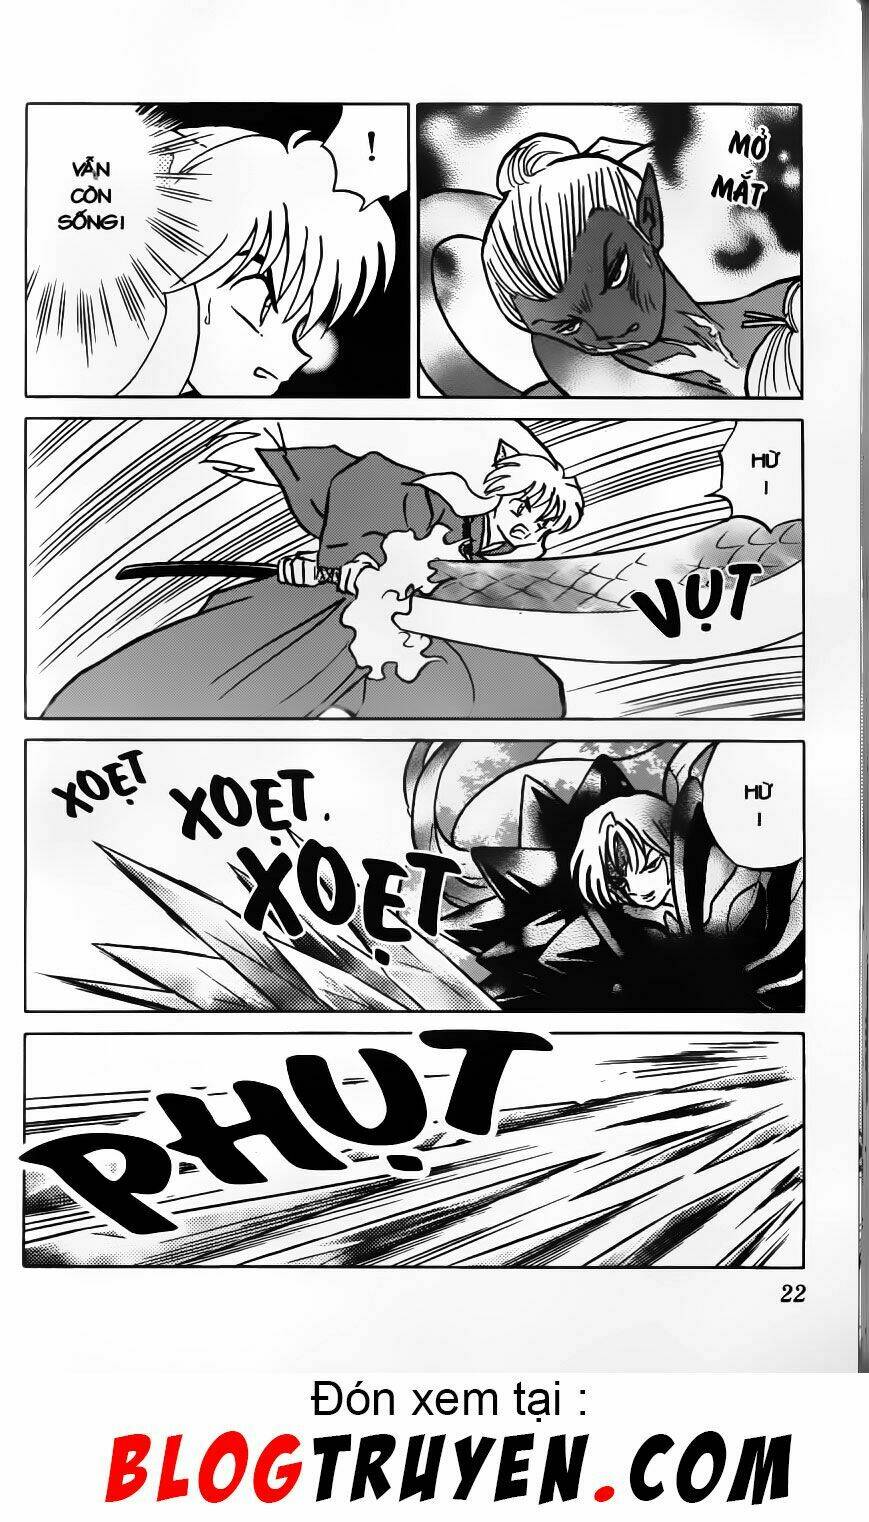 MỞ
MẮT
!
VẪN
CÒN
SỐNG!
HỪ
!
VỤT
HỪ
!
XOẸT
XOẸT
XOẸT
PHỤT
22
Đón xem tại :
BLOGTRUYEN.COM